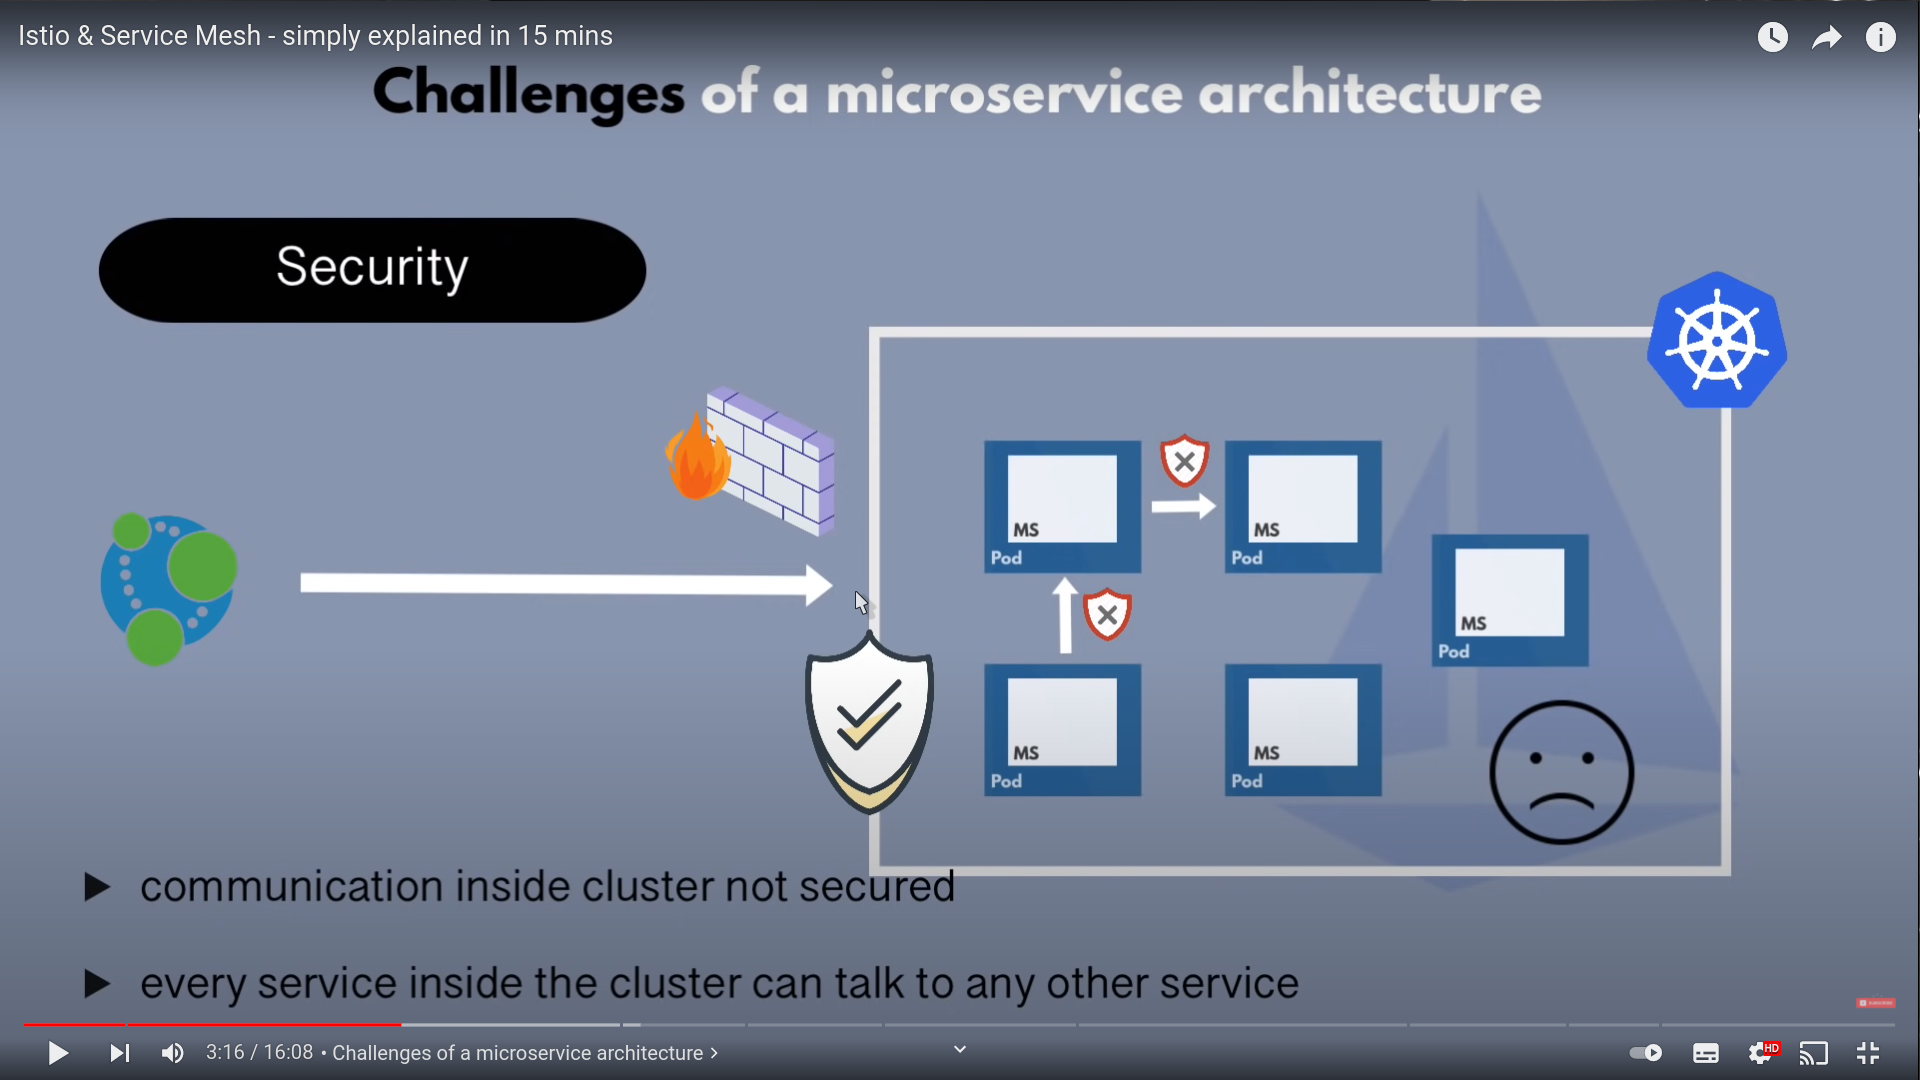 Istio & Service Mesh - simply explained in 15 mins
Challenges of a microservice architecture
Security
MS
Pod
MS
Pod
MS
Pod
MS
Pod
MS
Pod
communication inside cluster not secured
every service inside the cluster can talk to any other service
SUBSCRIBE
3:16 / 16:08 • Challenges of a microservice architecture
HD